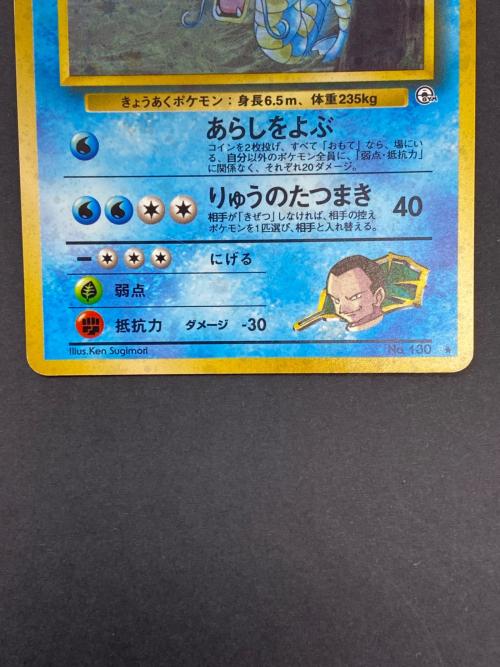 きょうあくポケモン：身長6.5m、体重235kg
GYM
あらしをよぶ
コインを2枚投げ、すべて「おもて」なら、場にい
る、自分以外のポケモン全員に、「弱点・抵抗力」
に関係なく、それぞれ20ダメージ。
りゅうのたつまき 40
相手が「きぜつ」しなければ、相手の控え
ポケモンを1匹選び、相手と入れ替える。
にげる
弱点
抵抗力 ダメージ -30
Illus.Ken Sugimori No. 130 ★